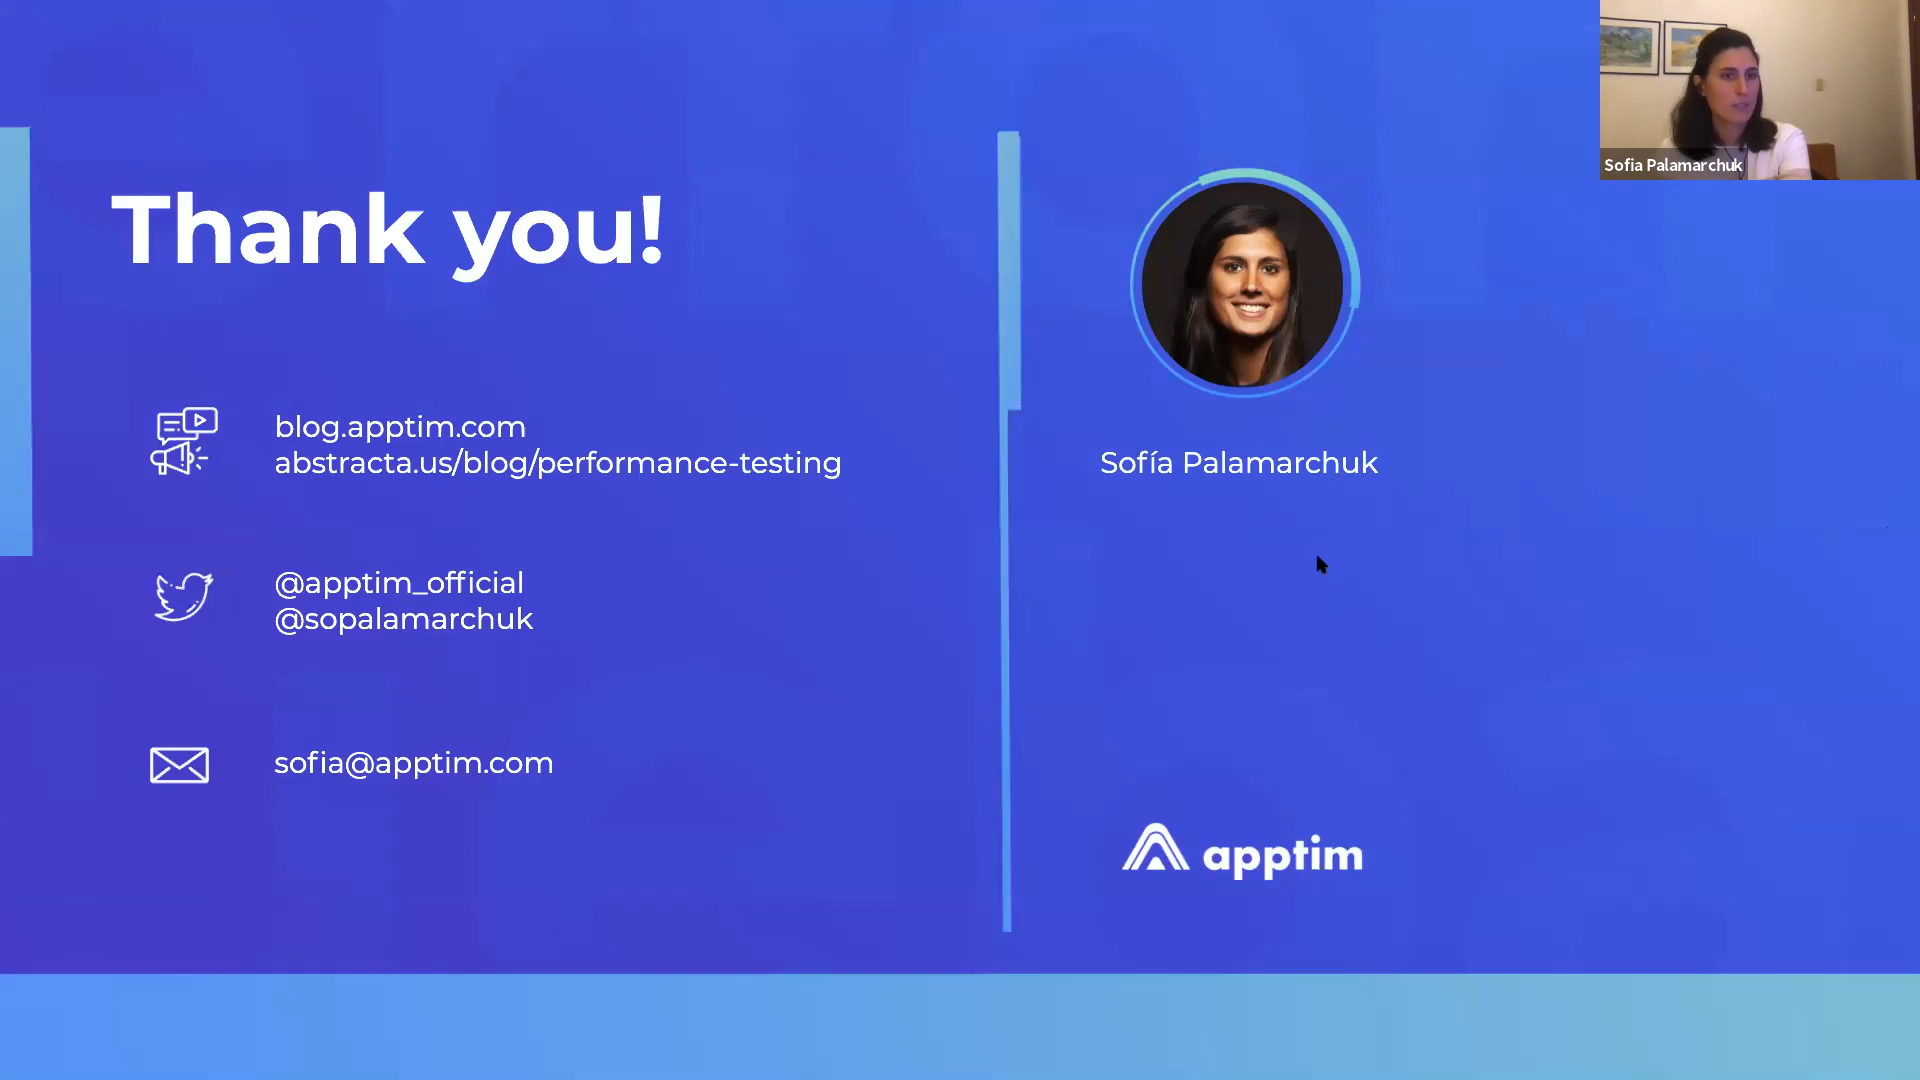 Thank you!
blog.apptim.com
abstracta.us/blog/performance-testing
@apptim_official
@sopalamarchuk
sofia@apptim.com
Sofía Palamarchuk
apptim
Sofia Palamarchuk